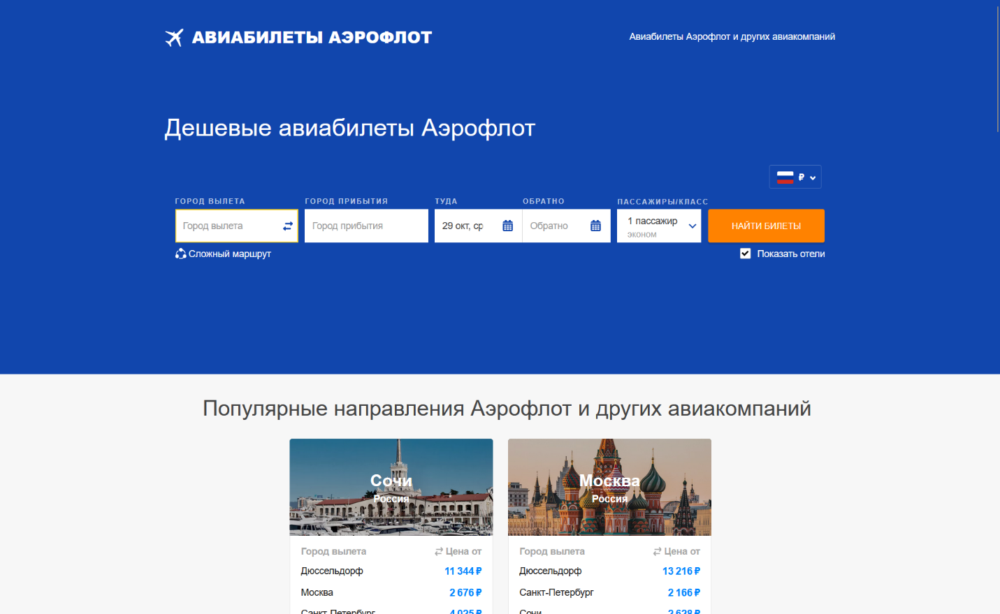 АВИАБИЛЕТЫ АЭРОФЛОТ
Авиабилеты Аэрофлот и других авиакомпаний
Дешевые авиабилеты Аэрофлот
₽
ГОРОД ВЫЛЕТА
ГОРОД ПРИБЫТИЯ
ТУДА
ОБРАТНО
ПАССАЖИРЫ/КЛАСС
Город вылета
Город прибытия
29 окт, ср
Обратно
1 пассажир
эконом
НАЙТИ БИЛЕТЫ
Сложный маршрут
Показать отели
Популярные направления Аэрофлот и других авиакомпаний
Сочи
Россия
Город вылета
Цена от
Дюссельдорф
11 344 ₽
Москва
2 676 ₽
Санкт-Петербург
4 025 ₽
Москва
Россия
Город вылета
Цена от
Дюссельдорф
13 216 ₽
Санкт-Петербург
2 166 ₽
Сочи
2 628 ₽